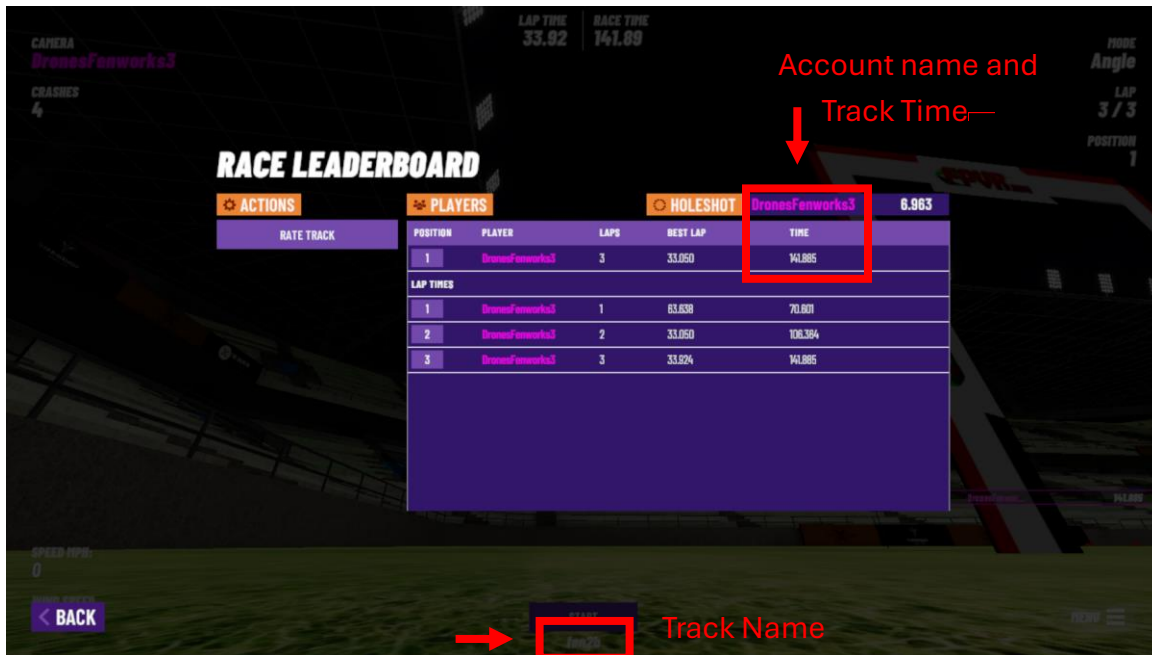 LAP TIME RACE TIME
33.92 141.89
CAMERA
DronesFenworks3
CRASHES
4
MODE
Angle
LAP
3 / 3
POSITION
1
Account name and
Track Time
RACE LEADERBOARD
ACTIONS
RATE TRACK
PLAYERS HOLESHOT DronesFenworks3 6.963
POSITION PLAYER LAPS BEST LAP TIME
1 DronesFenworks3 3 33.050 141.885
LAP TIMES
1 DronesFenworks3 1 63.638 70.601
2 DronesFenworks3 2 33.050 106.364
3 DronesFenworks3 3 33.924 141.885
141.885
SPEED MPH:
0
< BACK
START
MENU
Track Name